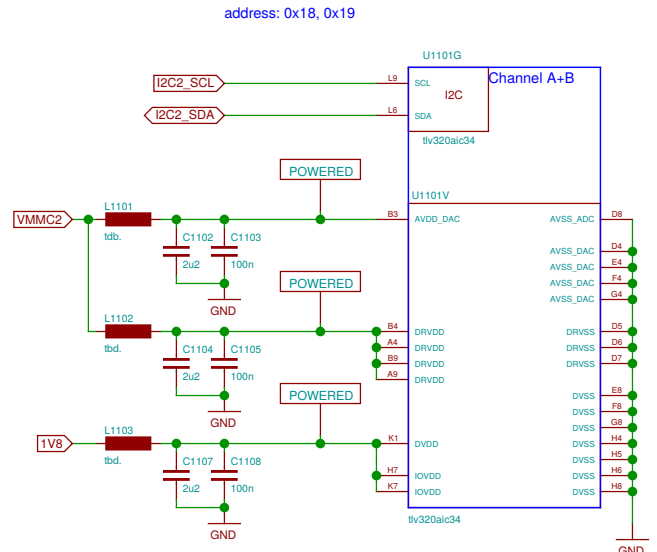 address: 0x18, 0x19
U1101G
I2C2_SCL
L9
SCL
Channel A+B
I2C
I2C2_SDA
L6
SDA
tlv320aic34
POWERED
U1101V
L1101
VMMC2
B3
AVDD_DAC
AVSS_ADC
D8
tdb.
C1102
C1103
2u2
100n
AVSS_DAC
D4
AVSS_DAC
E4
AVSS_DAC
F4
AVSS_DAC
G4
GND
POWERED
L1102
B4
DRVDD
DRVSS
D5
tbd.
C1104
C1105
A4
DRVDD
DRVSS
D6
B9
DRVDD
DRVSS
D7
2u2
100n
A9
DRVDD
POWERED
DVSS
E8
DVSS
F8
GND
DVSS
G8
L1103
1V8
K1
DVDD
DVSS
H4
tbd.
C1107
C1108
DVSS
H5
H7
IOVDD
DVSS
H6
2u2
100n
K7
IOVDD
DVSS
H8
tlv320aic34
GND
GND